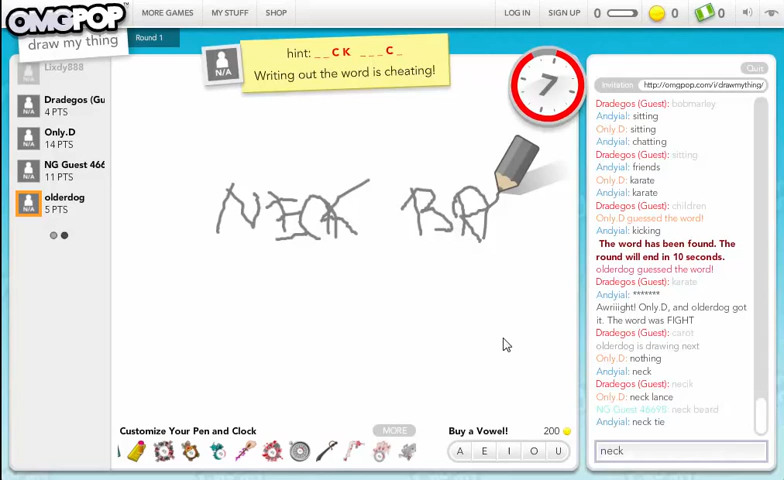 OMGPOP
draw my thing
MORE GAMES
MY STUFF
SHOP
LOG IN
SIGN UP
0
0
0
Round 1
Lixdy888
N/A
Dradegos (Gu
4 PTS
N/A
Only.D
14 PTS
N/A
NG Guest 466
11 PTS
N/A
olderdog
5 PTS
N/A
hint: _ _ C K _ _ _ C _
Writing out the word is cheating!
7
NECK BR
Customize Your Pen and Clock
MORE
Buy a Vowel!
200
A E I O U
Quit
Invitation
http://omgpop.com/i/drawmything/
Dradegos (Guest): bobmarley
Andyial: sitting
Only.D: sitting
Andyial: chatting
Dradegos (Guest): sitting
Andyial: friends
Only.D: karate
Andyial: karate
Dradegos (Guest): children
Only.D guessed the word!
Andyial: kicking
The word has been found. The
round will end in 10 seconds.
olderdog guessed the word!
Dradegos (Guest): karate
Andyial: *******
Awriiight! Only.D, and olderdog got
it. The word was FIGHT
Dradegos (Guest): carot
olderdog is drawing next
Only.D: nothing
Andyial: neck
Dradegos (Guest): necik
Only.D: neck lance
NG Guest 46698: neck beard
Andyial: neck tie
neck